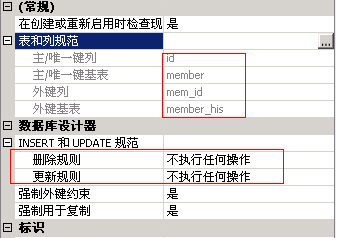 (常规)
在创建或重新启用时检查现 是
表和列规范 ...
主/唯一键列 id
主/唯一键基表 member
外键列 mem_id
外键基表 member_his
数据库设计器
INSERT 和 UPDATE 规范
删除规则 不执行任何操作
更新规则 不执行任何操作
强制外键约束 是
强制用于复制 是
标识